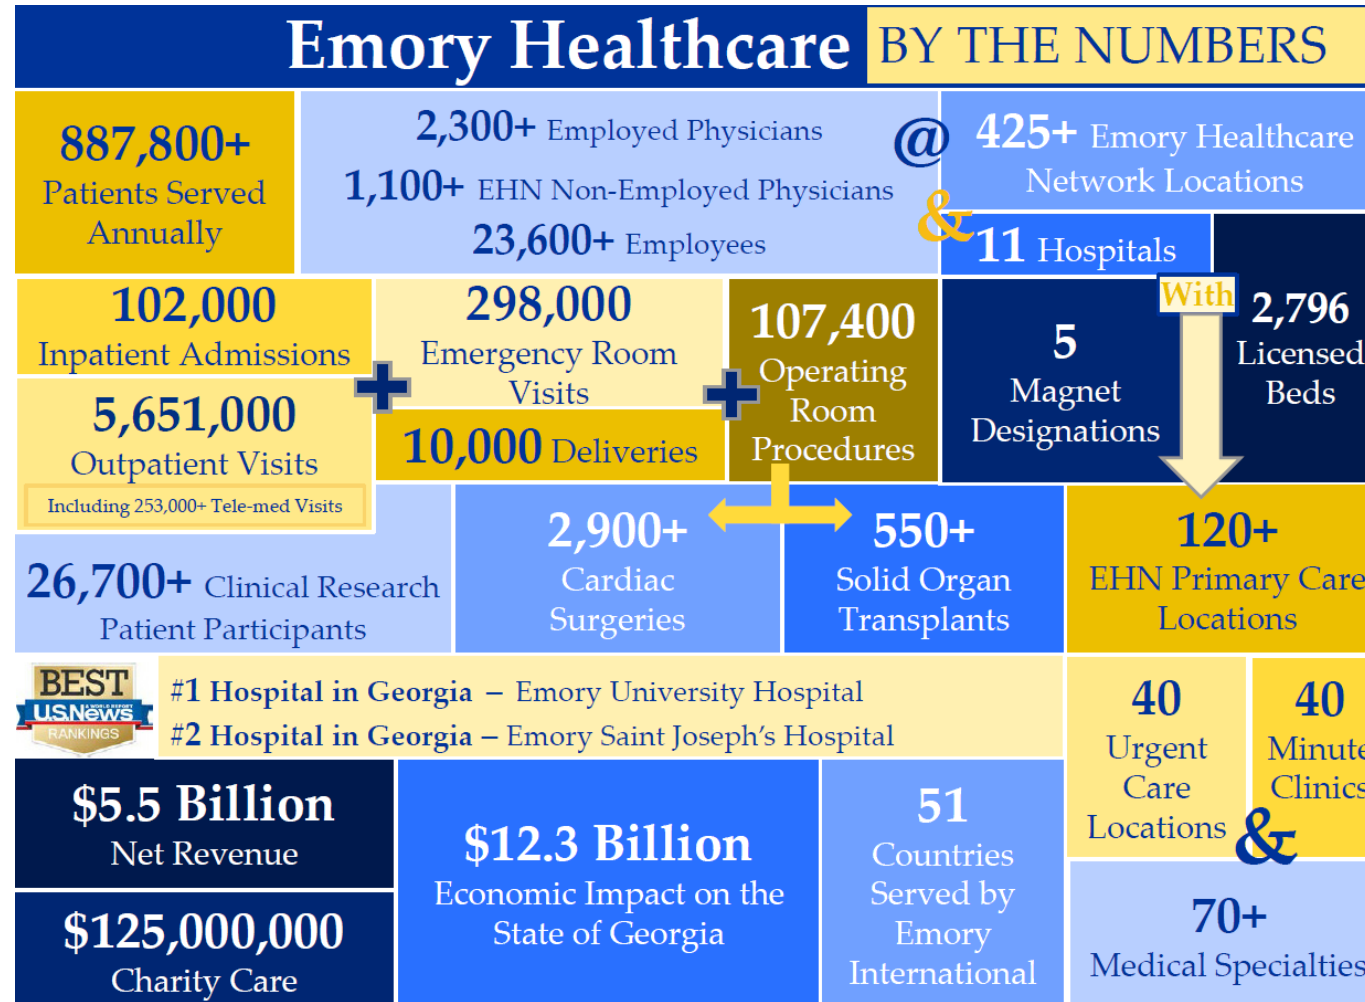 Emory Healthcare BY THE NUMBERS
887,800+
Patients Served
Annually
2,300+ Employed Physicians
1,100+ EHN Non-Employed Physicians
23,600+ Employees
@
425+ Emory Healthcare
Network Locations
&
11 Hospitals
With
2,796
Licensed
Beds
102,000
Inpatient Admissions
5,651,000
Outpatient Visits
Including 253,000+ Tele-med Visits
298,000
Emergency Room
Visits
10,000 Deliveries
107,400
Operating
Room
Procedures
5
Magnet
Designations
26,700+ Clinical Research
Patient Participants
2,900+
Cardiac
Surgeries
550+
Solid Organ
Transplants
120+
EHN Primary Care
Locations
BEST
U.S.News
& WORLD REPORT
RANKINGS
#1 Hospital in Georgia – Emory University Hospital
#2 Hospital in Georgia – Emory Saint Joseph's Hospital
40
Urgent
Care
Locations
40
Minute
Clinics
&
$5.5 Billion
Net Revenue
$125,000,000
Charity Care
$12.3 Billion
Economic Impact on the
State of Georgia
51
Countries
Served by
Emory
International
70+
Medical Specialties